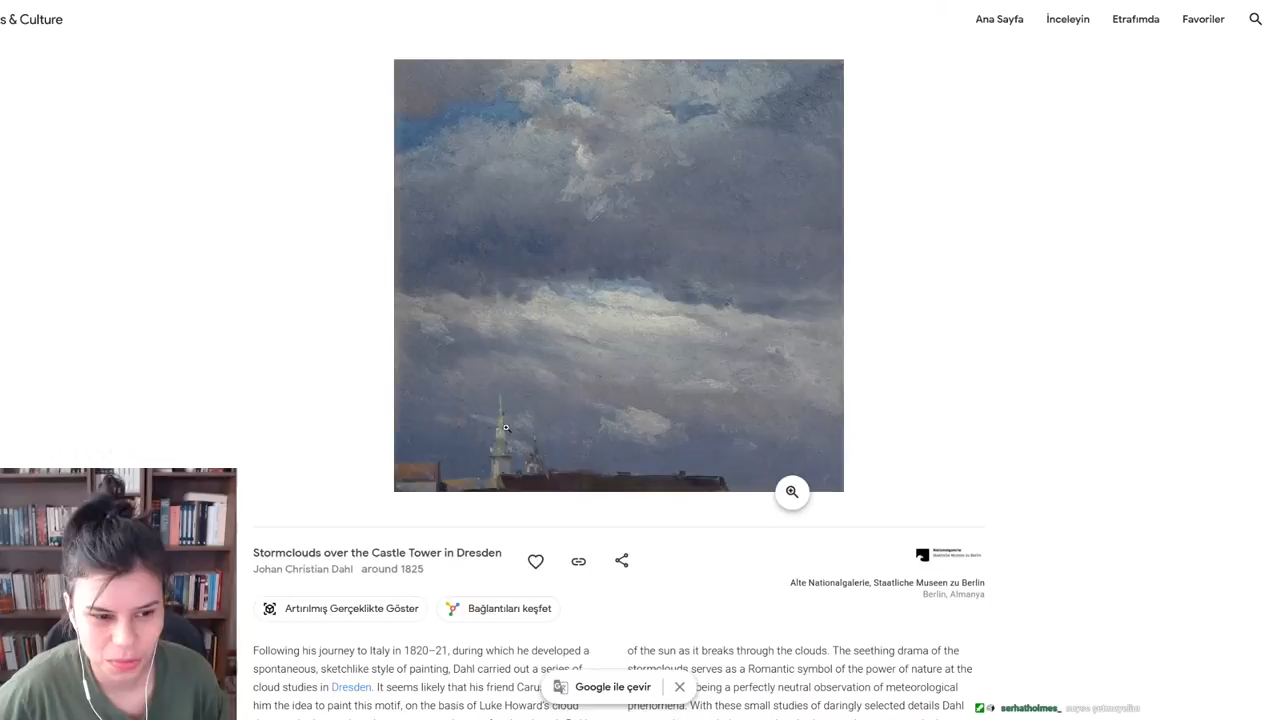 s & Culture
Ana Sayfa
İnceleyin
Etrafımda
Favoriler
Stormclouds over the Castle Tower in Dresden
Johan Christian Dahl around 1825
Nationalgalerie
Staatliche Museen zu Berlin
Alte Nationalgalerie, Staatliche Museen zu Berlin
Berlin, Almanya
Artırılmış Gerçeklikte Göster
Bağlantıları keşfet
Following his journey to Italy in 1820–21, during which he developed a
spontaneous, sketchlike style of painting, Dahl carried out a series of
cloud studies in Dresden. It seems likely that his friend Carus
him the idea to paint this motif, on the basis of Luke Howard's cloud
of the sun as it breaks through the clouds. The seething drama of the
stormclouds serves as a Romantic symbol of the power of nature at the
being a perfectly neutral observation of meteorological
phenomena. With these small studies of daringly selected details Dahl
Google ile çevir
serhatholmes_